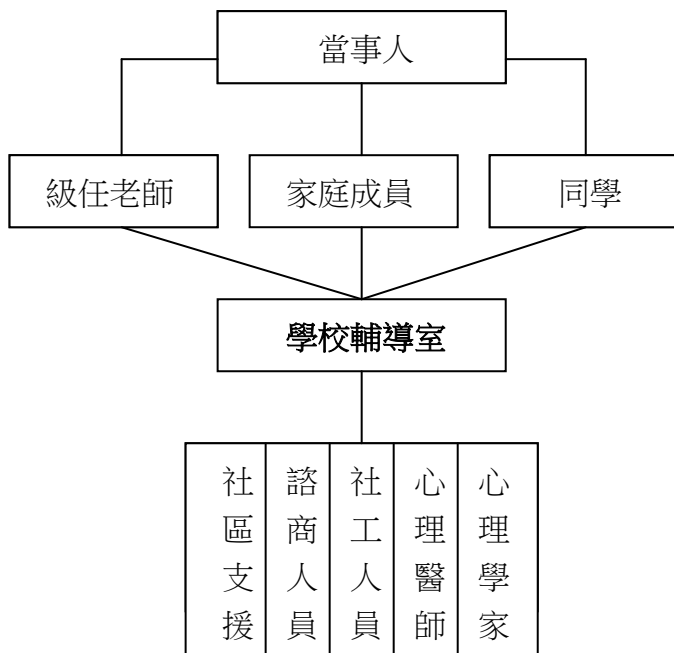 當事人
級任老師
家庭成員
同學
學校輔導室
社區支援
諮商人員
社工人員
心理醫師
心理學家